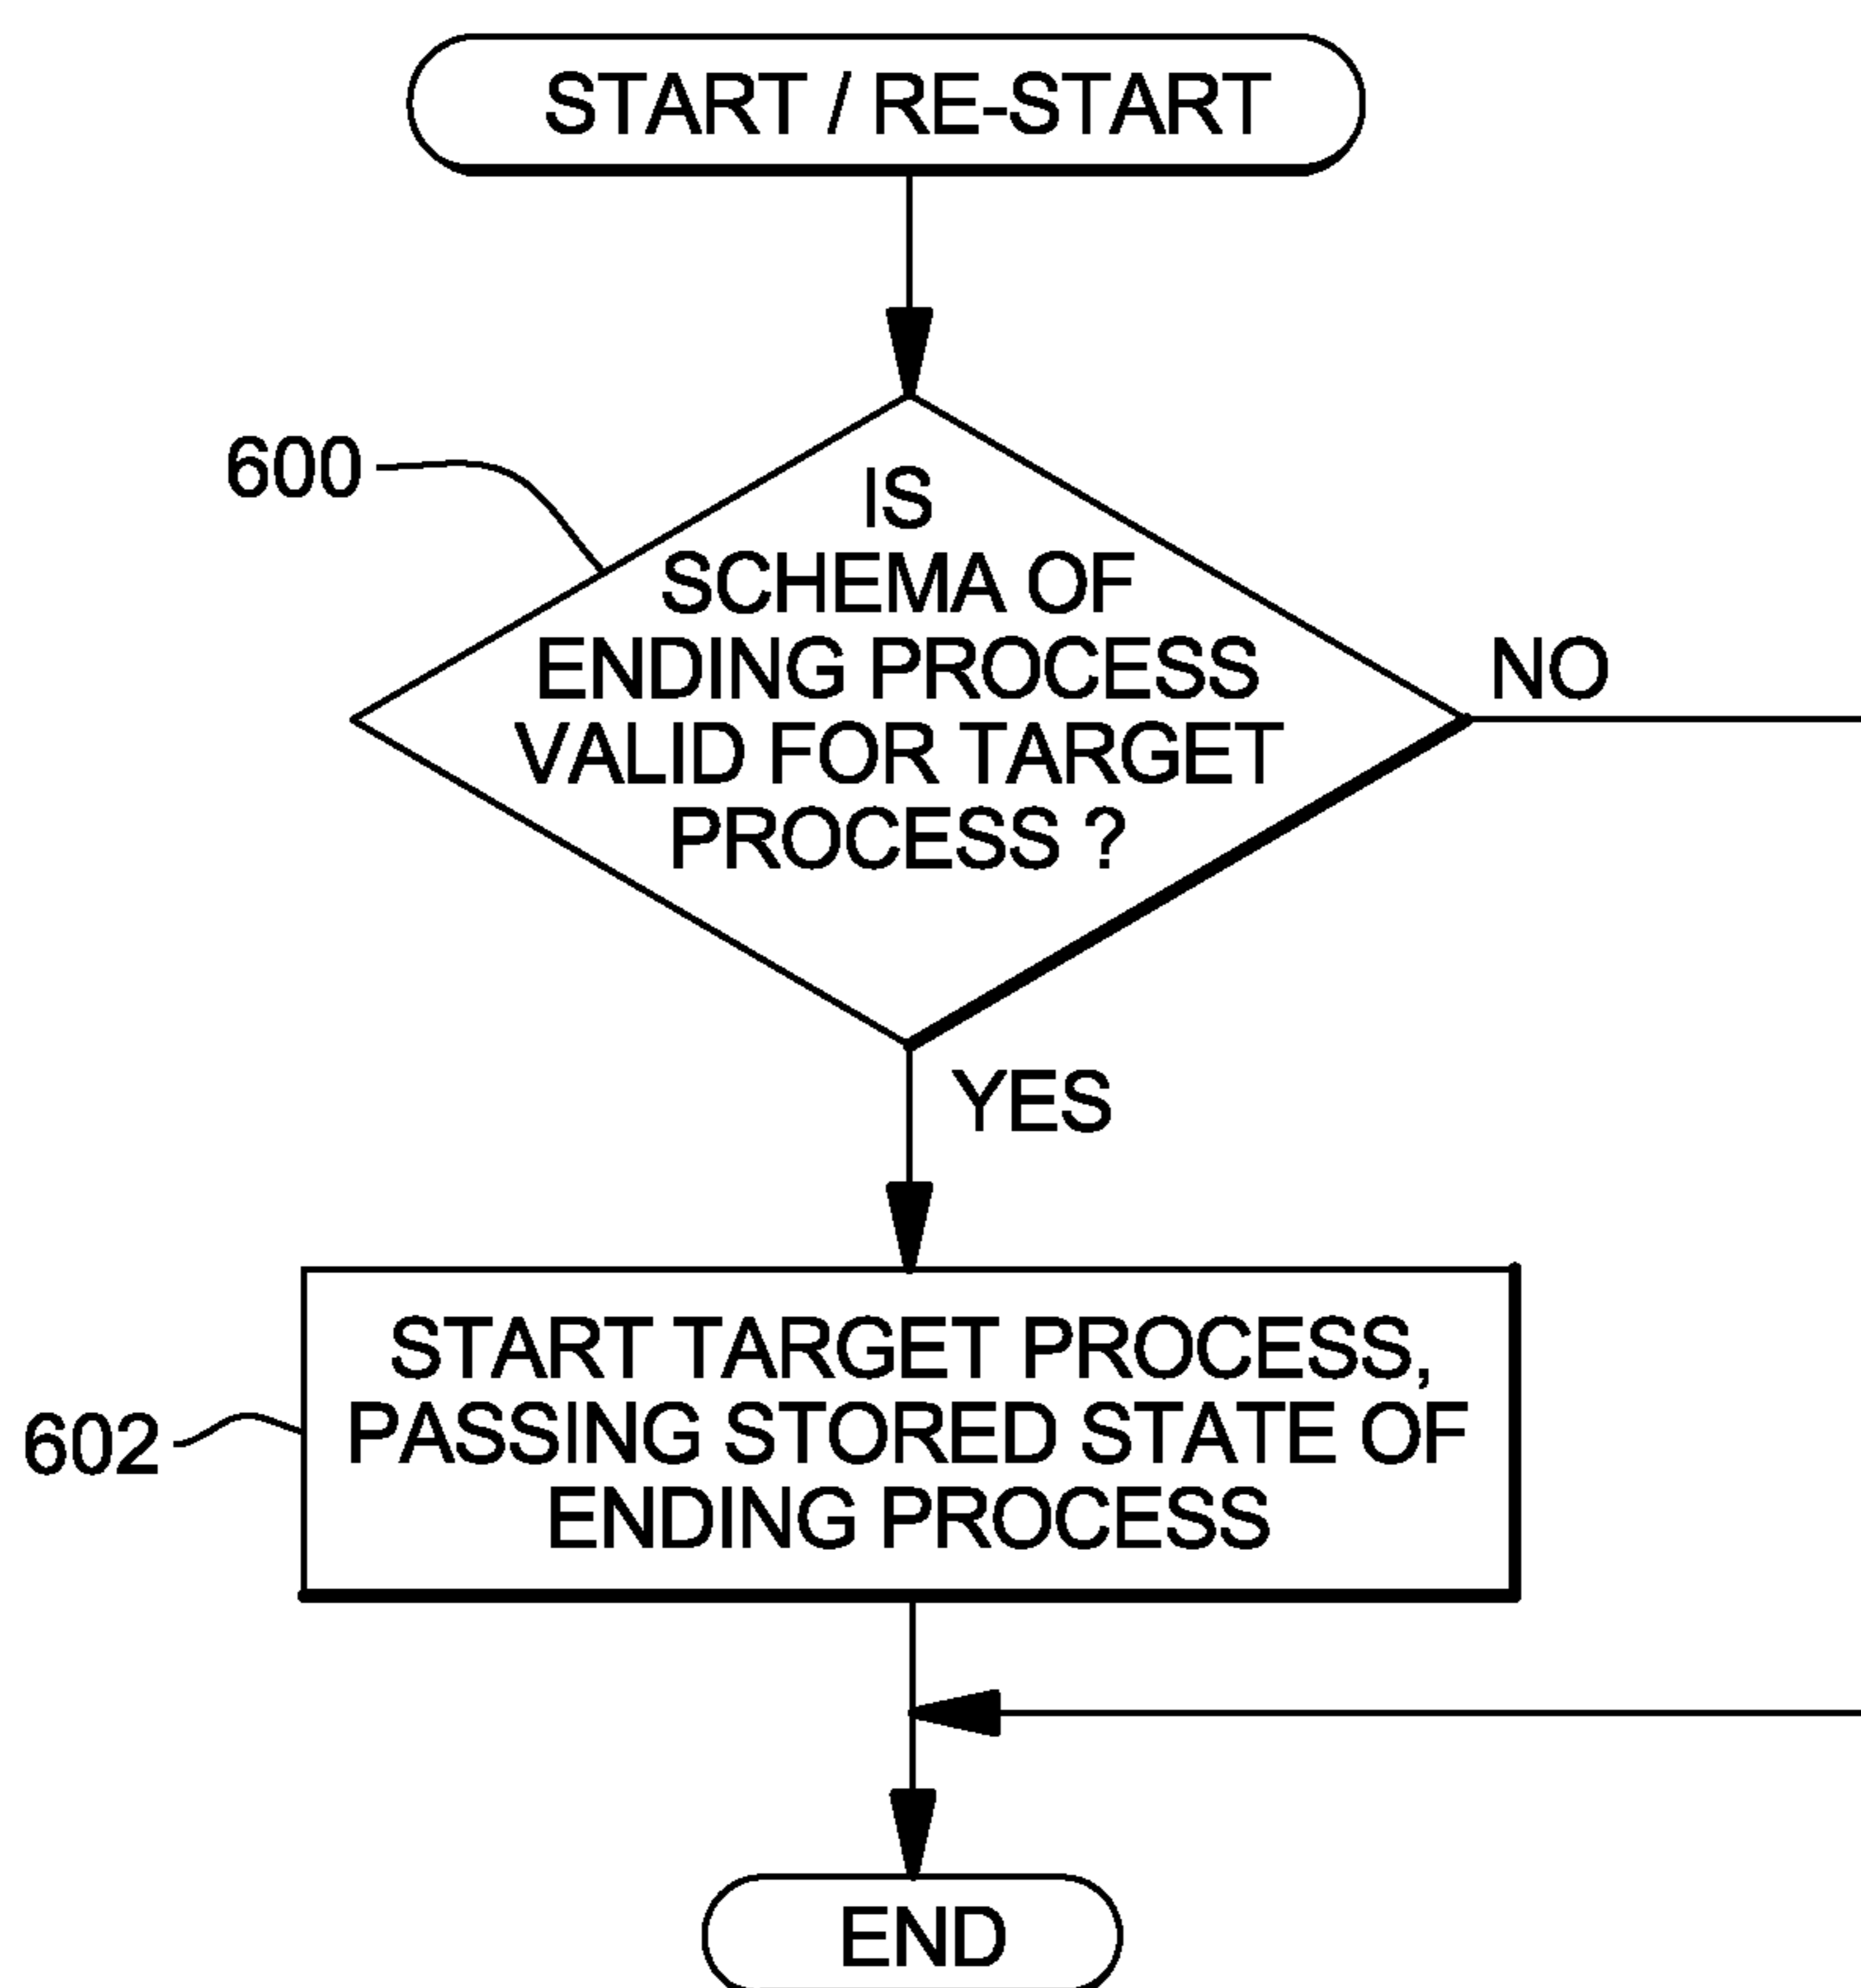 START / RE-START
600
IS
SCHEMA OF
ENDING PROCESS
VALID FOR TARGET
PROCESS ?
NO
YES
START TARGET PROCESS,
PASSING STORED STATE OF
ENDING PROCESS
602
END